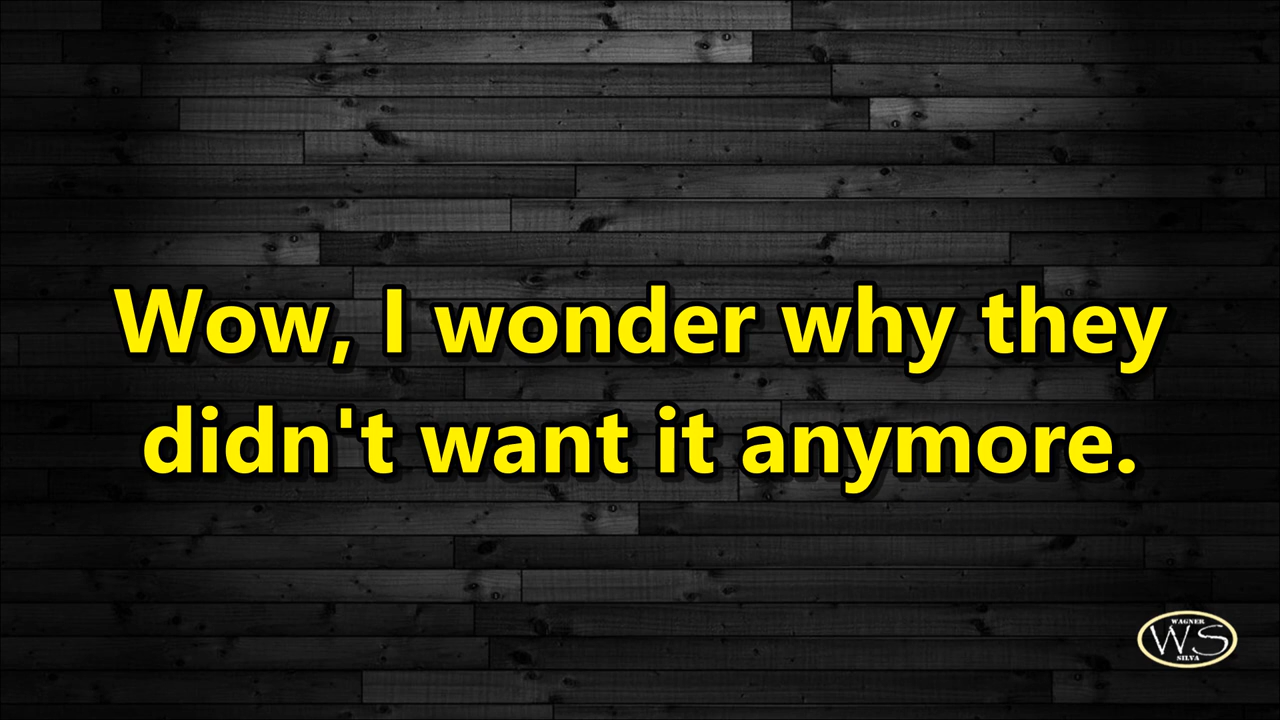 Wow, I wonder why they
didn't want it anymore.
WAGNER
WS
SILVA